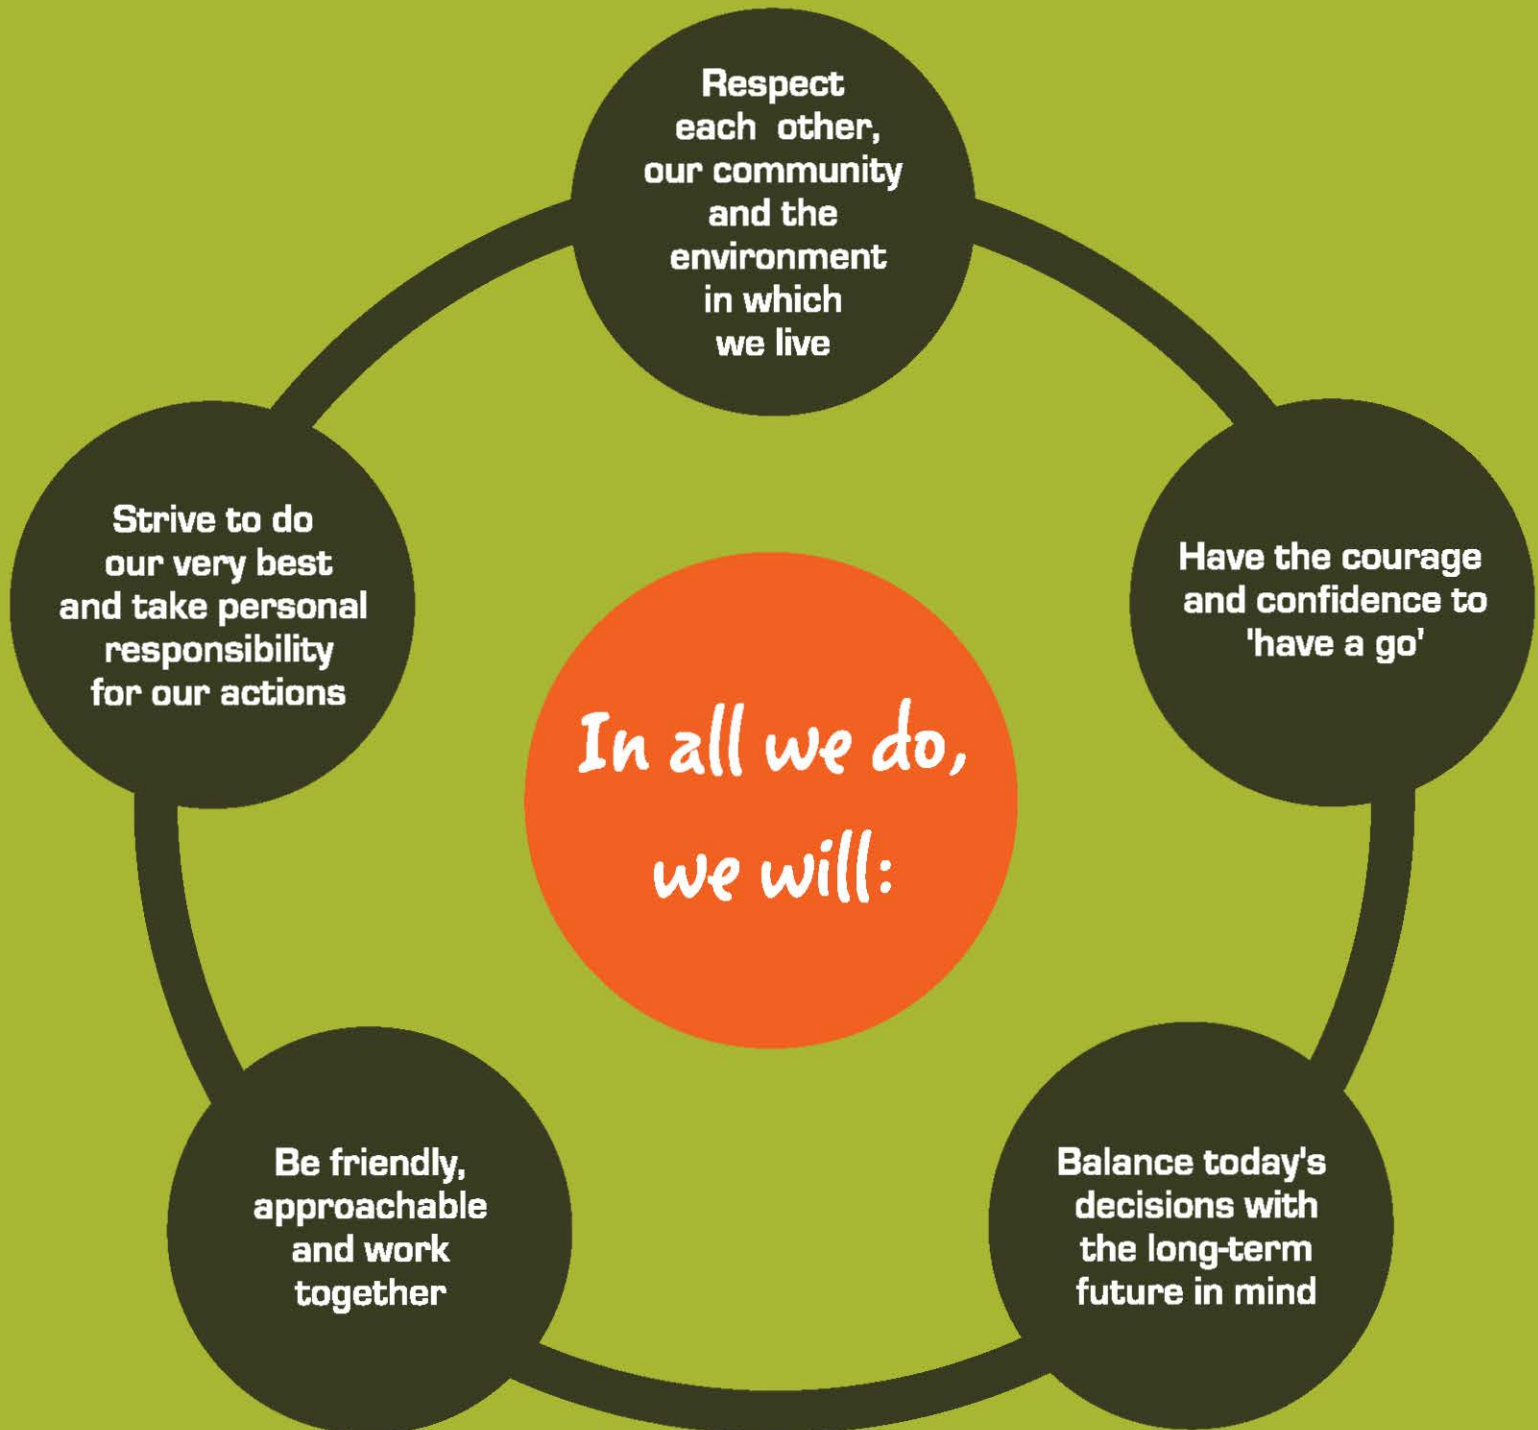 Respect
each other,
our community
and the
environment
in which
we live
Strive to do
our very best
and take personal
responsibility
for our actions
Have the courage
and confidence to
'have a go'
In all we do,
we will:
Be friendly,
approachable
and work
together
Balance today's
decisions with
the long-term
future in mind